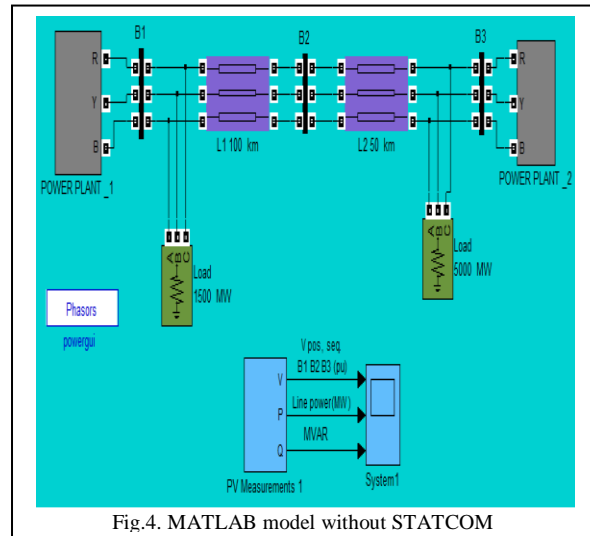 B1
B2
B3
R
Y
B
R
Y
B
L1 100 km
L2 50 km
POWER PLANT _1
POWER PLANT _2
A
B
C
Load
1500 MW
A
B
C
Load
5000 MW
Phasors
powergui
V pos, seq.
B1 B2 B3 (pu)
V
Line power(MW)
P
MVAR
Q
PV Measurements 1
System1
Fig.4. MATLAB model without STATCOM